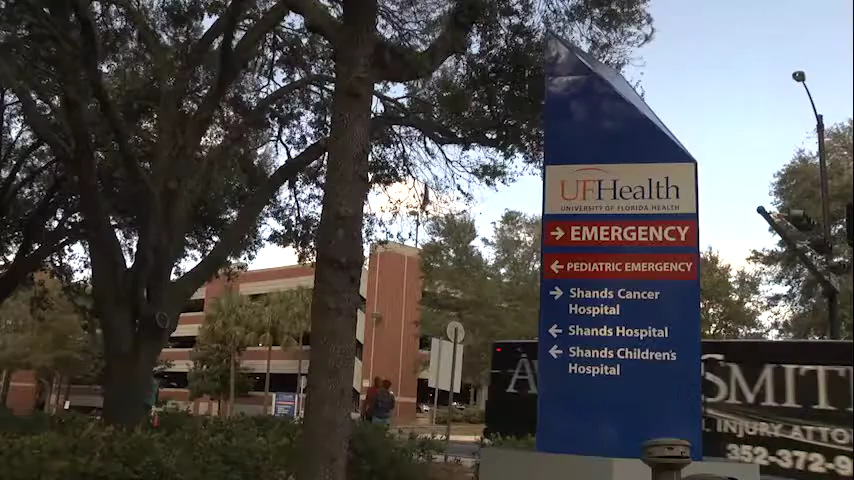 UFHealth
UNIVERSITY OF FLORIDA HEALTH
→ EMERGENCY
← PEDIATRIC EMERGENCY
→ Shands Cancer
Hospital
← Shands Hospital
← Shands Children's
Hospital
SMIT
INJURY ATTO
352-372-9